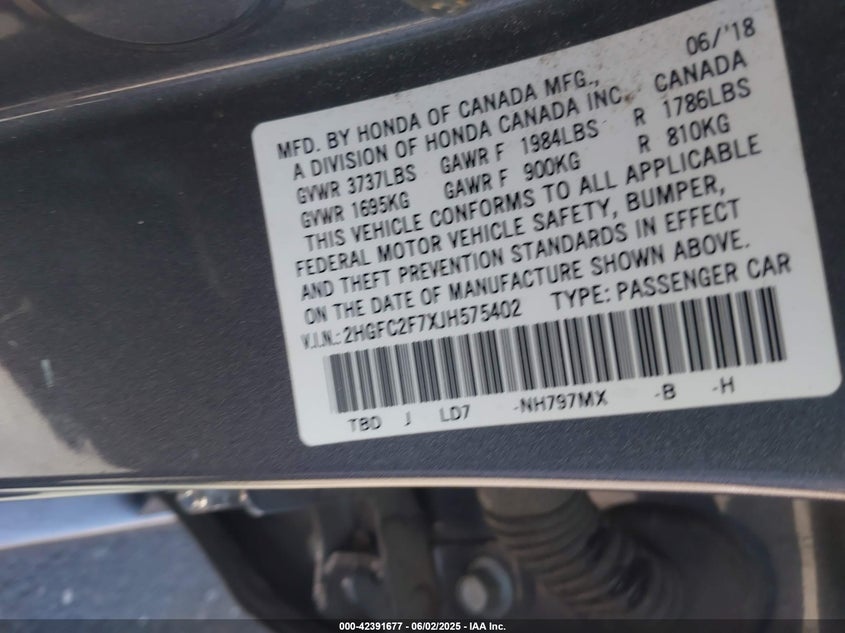 06/'18
MFD. BY HONDA OF CANADA MFG.,
A DIVISION OF HONDA CANADA INC., CANADA
GVWR 3737LBS GAWR F 1984LBS R 1786LBS
GVWR 1695KG GAWR F 900KG R 810KG
THIS VEHICLE CONFORMS TO ALL APPLICABLE
FEDERAL MOTOR VEHICLE SAFETY, BUMPER,
AND THEFT PREVENTION STANDARDS IN EFFECT
ON THE DATE OF MANUFACTURE SHOWN ABOVE.
V.I.N.: 2HGFC2F7XJH575402 TYPE: PASSENGER CAR
TBD J LD7 -NH797MX -B -H
000-42391677 - 06/02/2025 - IAA Inc.